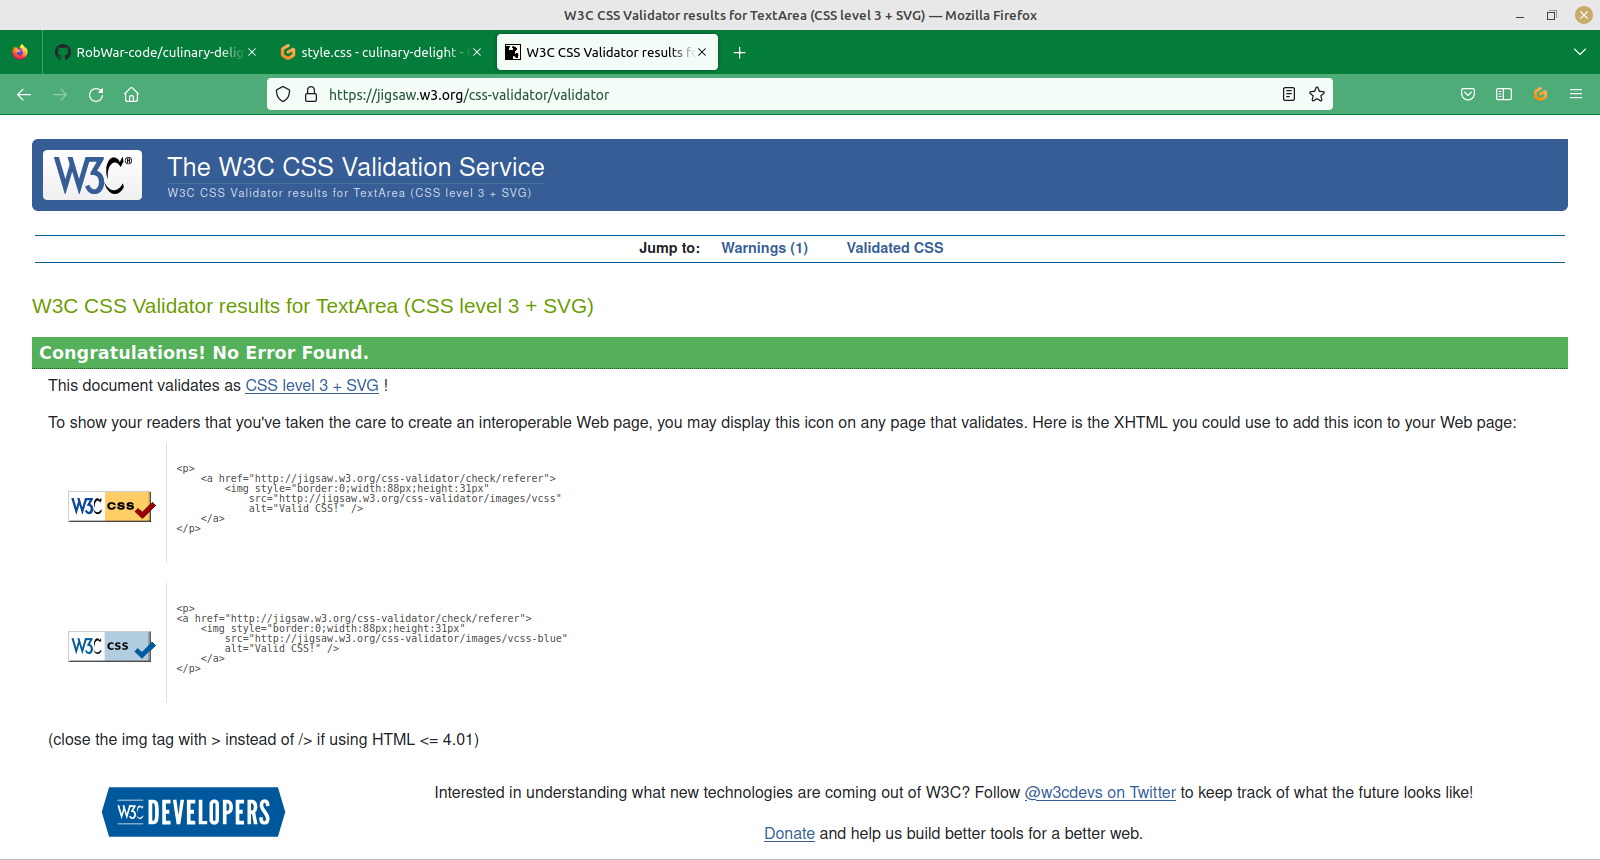 W3C CSS Validator results for TextArea (CSS level 3 + SVG) — Mozilla Firefox
RobWar-code/culinary-delig
style.css - culinary-delight -
W3C CSS Validator results f
https://jigsaw.w3.org/css-validator/validator
W3C®
The W3C CSS Validation Service
W3C CSS Validator results for TextArea (CSS level 3 + SVG)
Jump to: Warnings (1) Validated CSS
W3C CSS Validator results for TextArea (CSS level 3 + SVG)
Congratulations! No Error Found.
This document validates as CSS level 3 + SVG !
To show your readers that you've taken the care to create an interoperable Web page, you may display this icon on any page that validates. Here is the XHTML you could use to add this icon to your Web page:
W3C CSS
<p>
<a href="http://jigsaw.w3.org/css-validator/check/referer">
<img style="border:0;width:88px;height:31px"
src="http://jigsaw.w3.org/css-validator/images/vcss"
alt="Valid CSS!" />
</a>
</p>
W3C CSS
<p>
<a href="http://jigsaw.w3.org/css-validator/check/referer">
<img style="border:0;width:88px;height:31px"
src="http://jigsaw.w3.org/css-validator/images/vcss-blue"
alt="Valid CSS!" />
</a>
</p>
(close the img tag with > instead of /> if using HTML <= 4.01)
W3C DEVELOPERS
Interested in understanding what new technologies are coming out of W3C? Follow @w3cdevs on Twitter to keep track of what the future looks like!
Donate and help us build better tools for a better web.